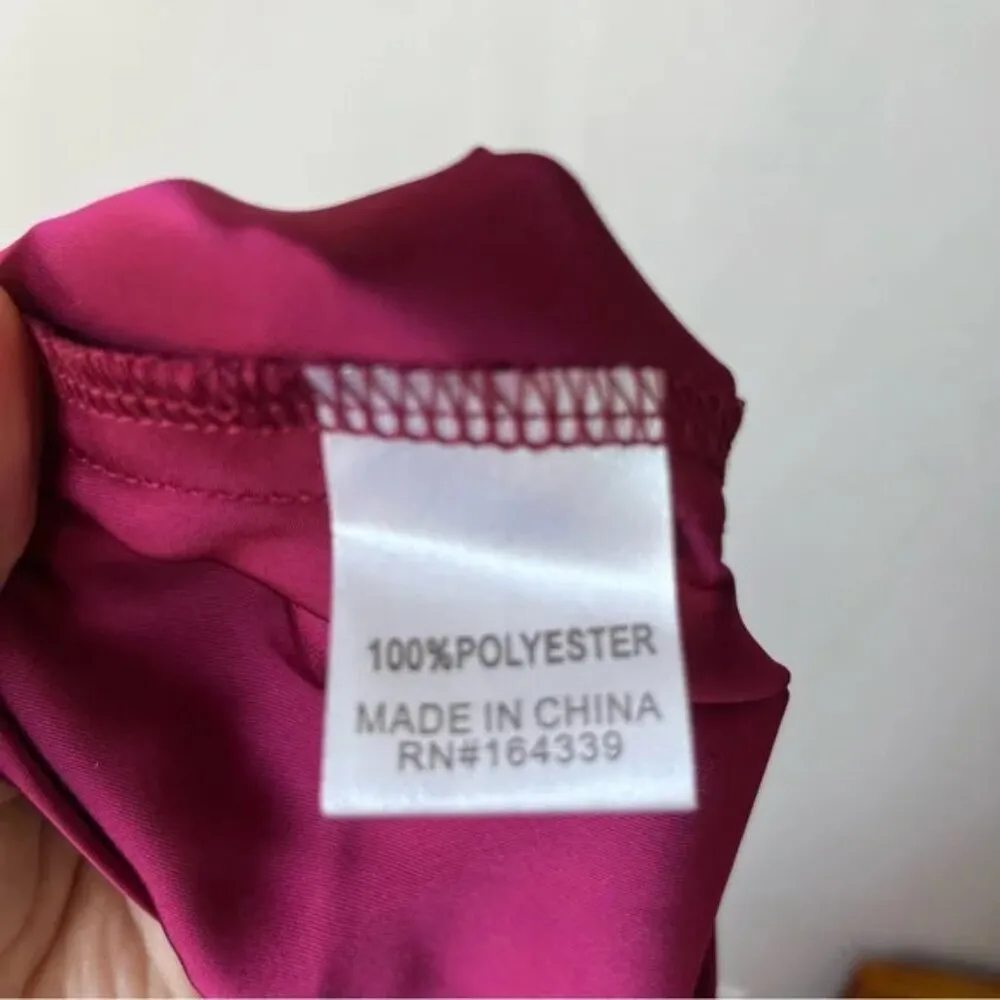 100%POLYESTER
MADE IN CHINA
RN#164339